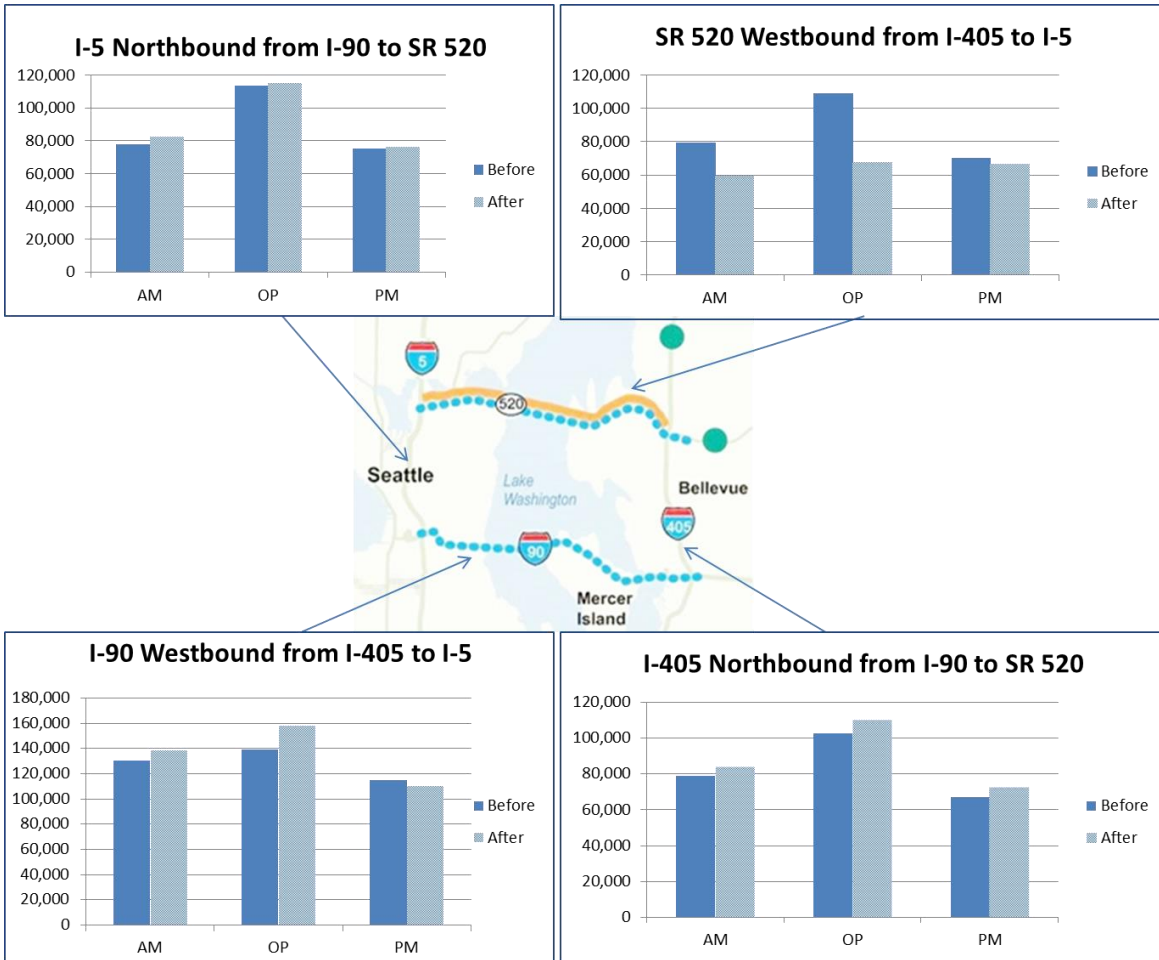 I-5 Northbound from I-90 to SR 520
120,000
100,000
80,000
60,000
40,000
20,000
0
AM OP PM
Before
After
SR 520 Westbound from I-405 to I-5
120,000
100,000
80,000
60,000
40,000
20,000
0
AM OP PM
Before
After
5
520
Seattle
Lake
Washington
Bellevue
405
90
Mercer
Island
I-90 Westbound from I-405 to I-5
180,000
160,000
140,000
120,000
100,000
80,000
60,000
40,000
20,000
0
AM OP PM
Before
After
I-405 Northbound from I-90 to SR 520
120,000
100,000
80,000
60,000
40,000
20,000
0
AM OP PM
Before
After